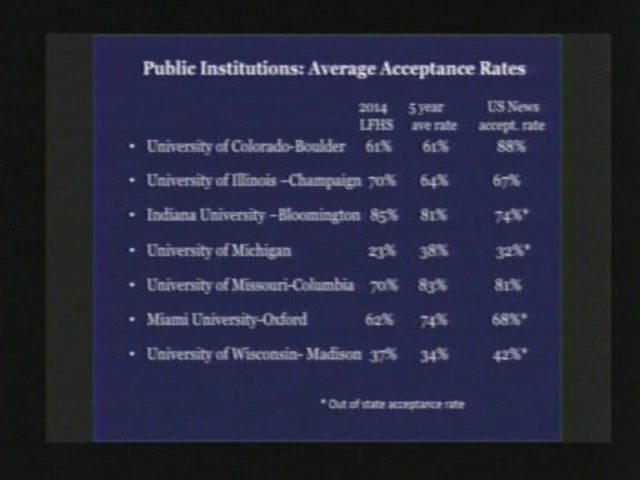 Public Institutions: Average Acceptance Rates
2014 5 year US News
LFHS ave rate accept. rate
• University of Colorado-Boulder 61% 61% 88%
• University of Illinois –Champaign 70% 64% 67%
• Indiana University –Bloomington 85% 81% 74%*
• University of Michigan 23% 38% 32%*
• University of Missouri-Columbia 70% 83% 81%
• Miami University-Oxford 62% 74% 68%*
• University of Wisconsin- Madison 37% 34% 42%*
* Out of state acceptance rate